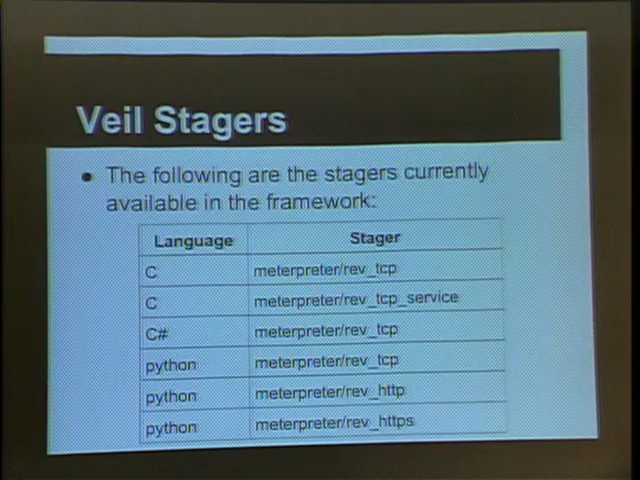 Veil Stagers
• The following are the stagers currently
available in the framework:
Language Stager
C meterpreter/rev_tcp
C meterpreter/rev_tcp_service
C# meterpreter/rev_tcp
python meterpreter/rev_tcp
python meterpreter/rev_http
python meterpreter/rev_https